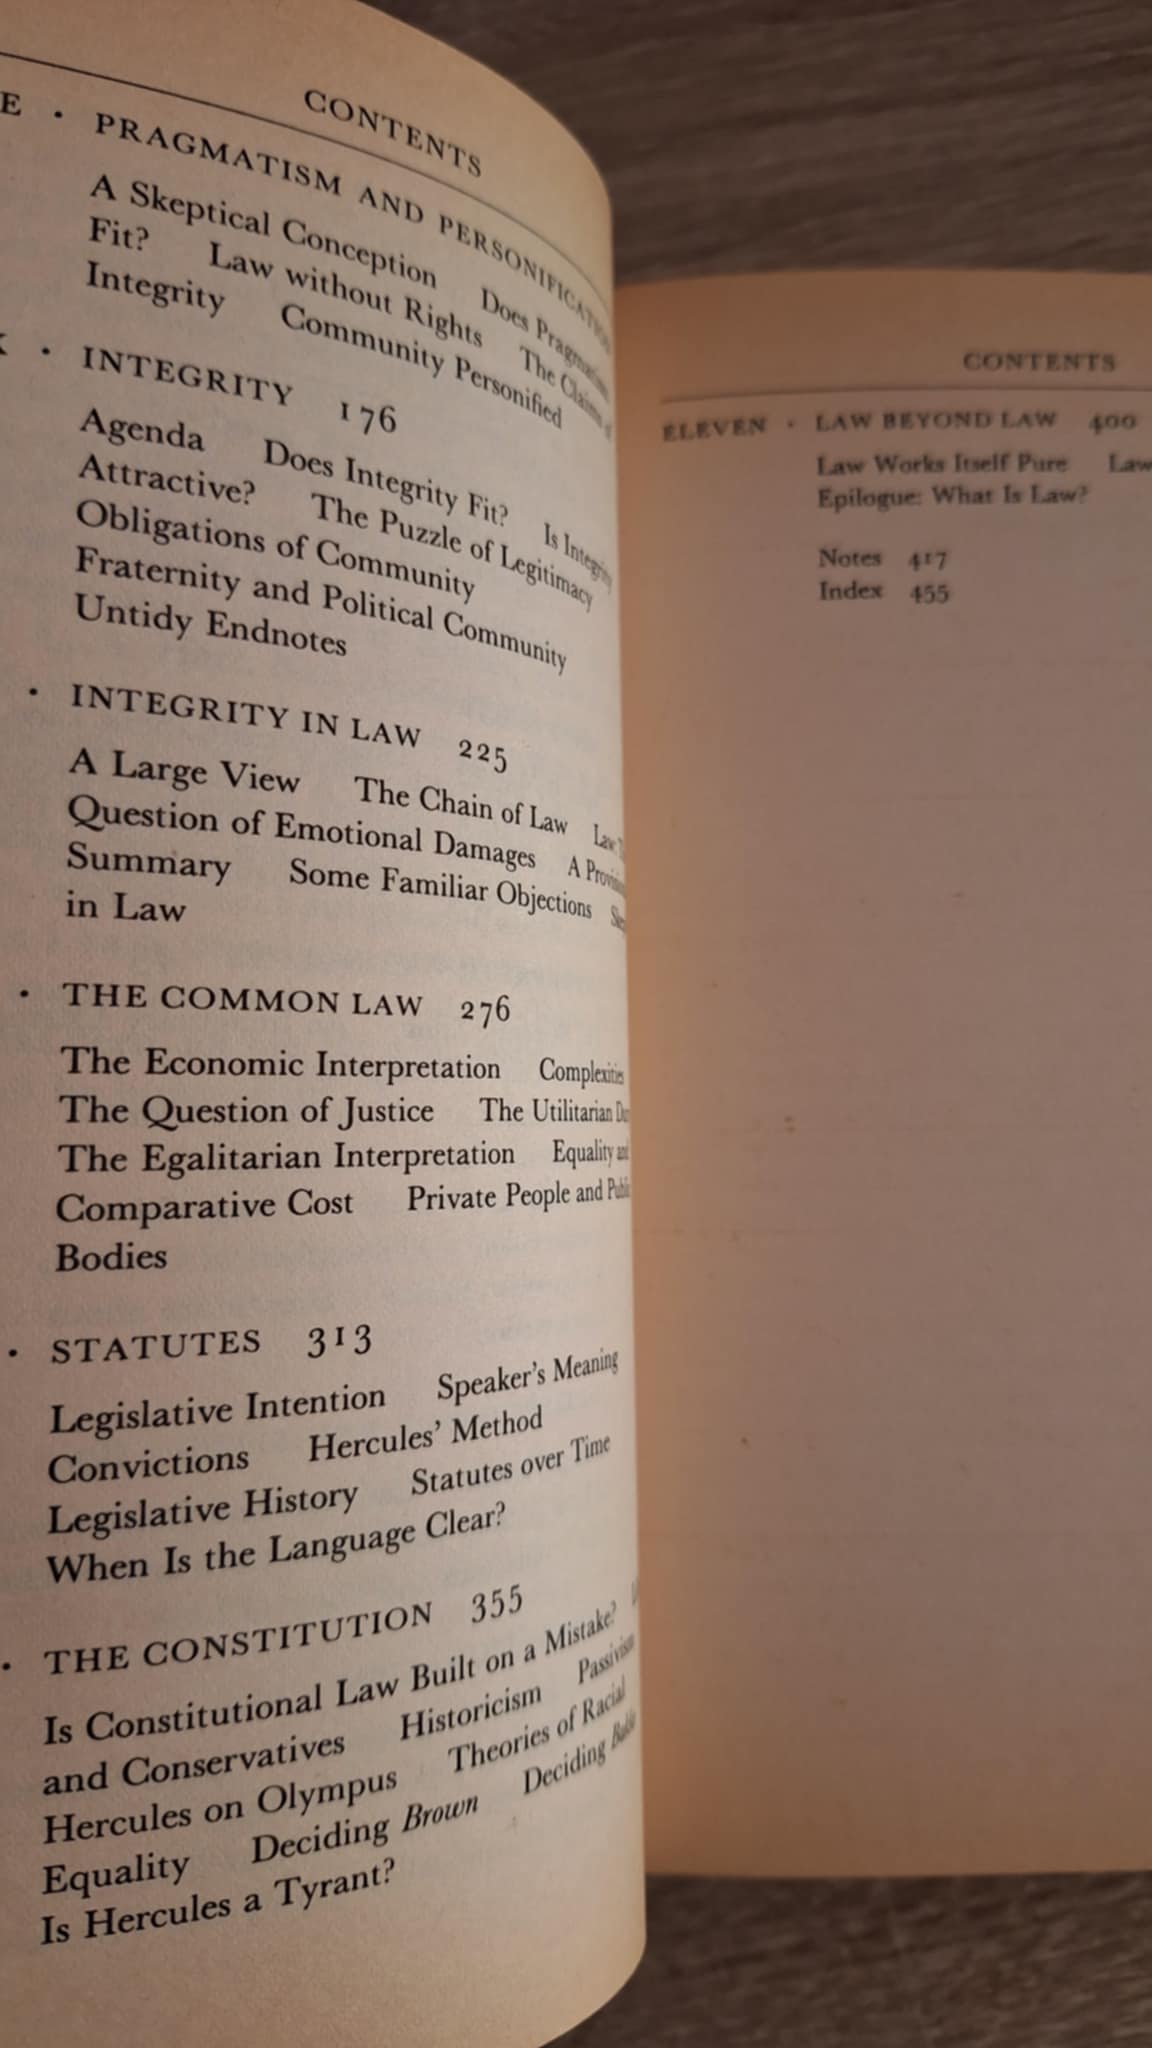 CONTENTS
E · PRAGMATISM AND
A Skeptical Conception Does
Fit? Law without Rights The
Integrity Community Personified
· INTEGRITY 176
Agenda Does Integrity Fit? Is Integrity
Attractive? The Puzzle of Legitimacy
Obligations of Community
Fraternity and Political Community
Untidy Endnotes
· INTEGRITY IN LAW 225
A Large View The Chain of Law Law:
Question of Emotional Damages A
Summary Some Familiar Objections
in Law
· THE COMMON LAW 276
The Economic Interpretation Complexities
The Question of Justice The Utilitarian
The Egalitarian Interpretation Equality
Comparative Cost Private People and
Bodies
· STATUTES 313
Legislative Intention Speaker's Meaning
Convictions Hercules' Method
Legislative History Statutes over Time
When Is the Language Clear?
· THE CONSTITUTION 355
Is Constitutional Law Built on a Mistake?
and Conservatives Historicism Passivism
Hercules on Olympus Theories of Racial
Equality Deciding Brown Deciding
Is Hercules a Tyrant?
CONTENTS
ELEVEN · LAW BEYOND LAW 400
Law Works Itself Pure Law
Epilogue: What Is Law?
Notes 417
Index 455